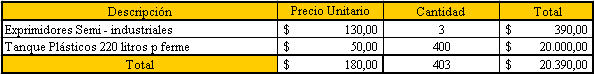 Descripción Precio Unitario Cantidad Total
Exprimidores Semi - industriales $ 130,00 3 $ 390,00
Tanque Plásticos 220 litros p ferme $ 50,00 400 $ 20.000,00
Total $ 180,00 403 $ 20.390,00